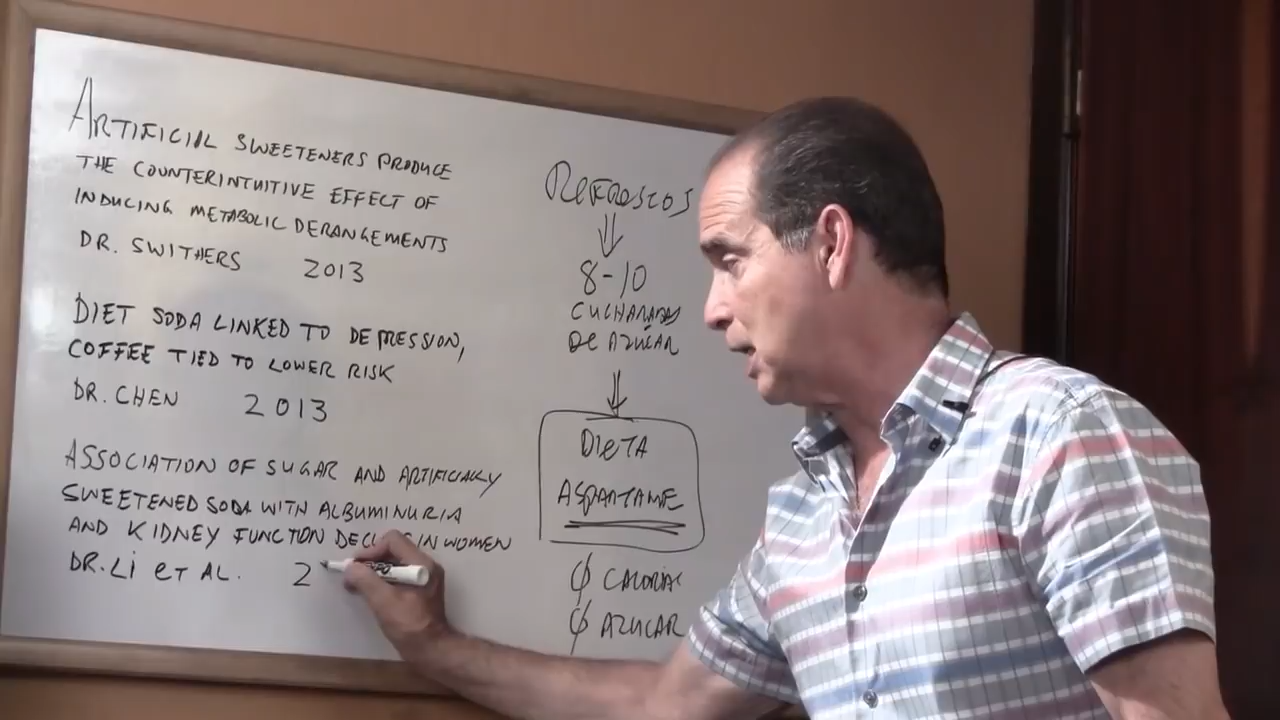 ARTIFICIAL SWEETENERS PRODUCE
THE COUNTERINTUITIVE EFFECT OF
INDUCING METABOLIC DERANGEMENTS
DR. SWITHERS 2013
DIET SODA LINKED TO DEPRESSION,
COFFEE TIED TO LOWER RISK
DR. CHEN 2013
ASSOCIATION OF SUGAR AND ARTIFICIALLY
SWEETENED SODA WITH ALBUMINURIA
AND KIDNEY FUNCTION IN WOMEN
DR. LI ET AL. 2
REFRESCOS
8-10
CUCHARADAS
DE AZÚCAR
DIETA
ASPARTAME
Ø CALORIAS
Ø AZUCAR